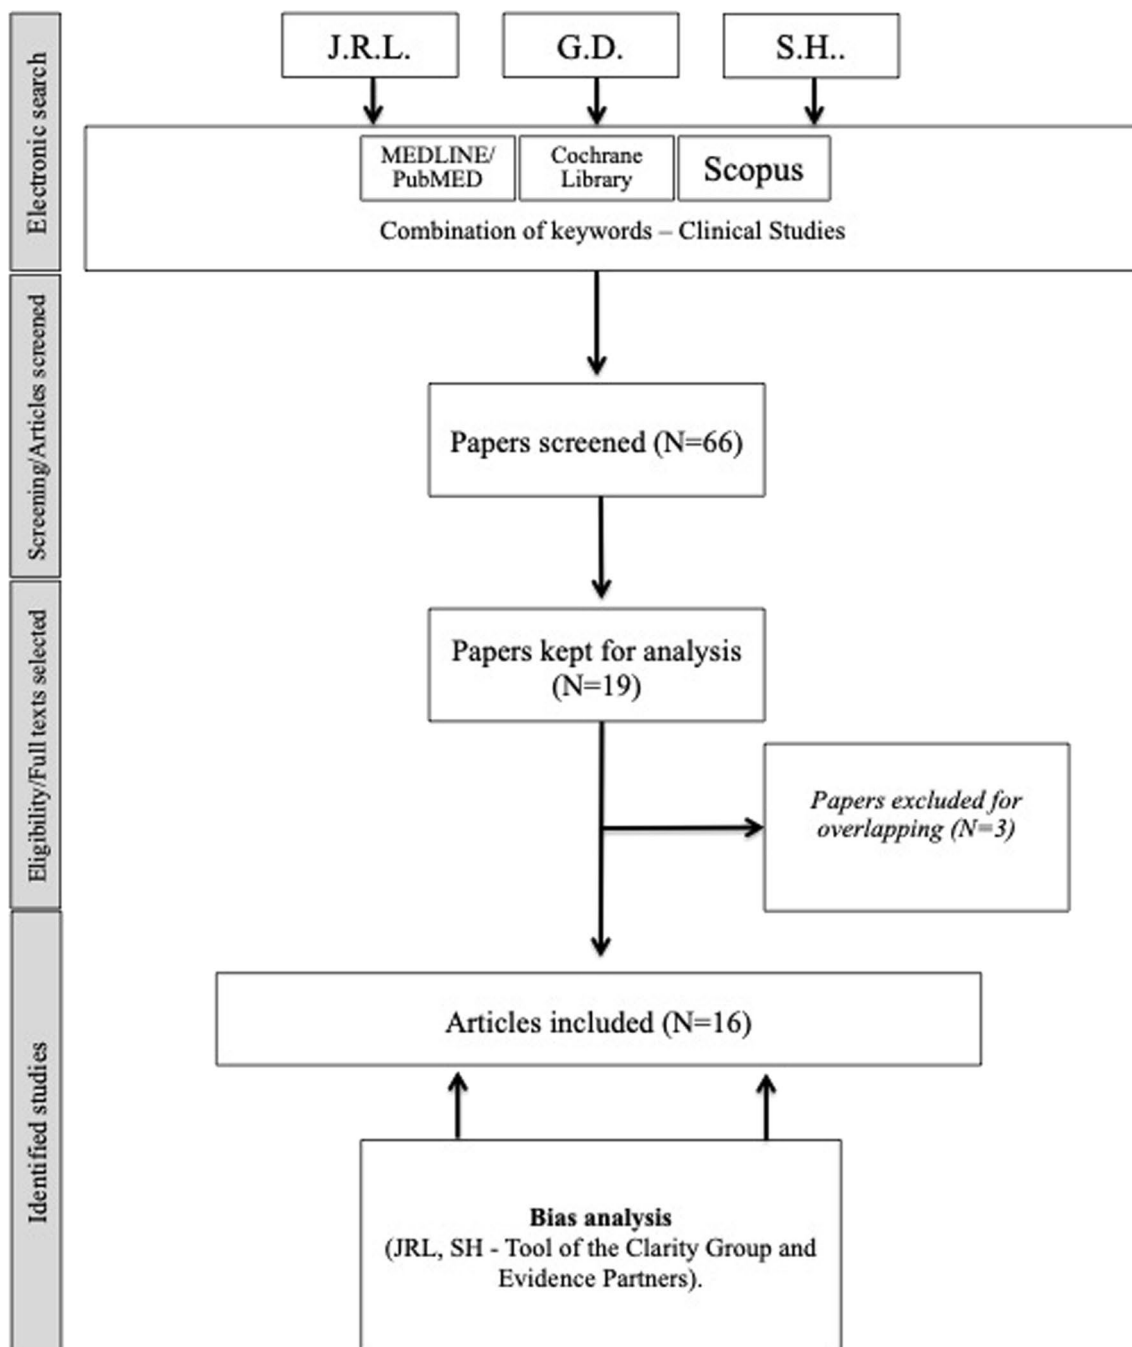 Electronic search
J.R.L.
G.D.
S.H..
MEDLINE/
PubMED
Cochrane
Library
Scopus
Combination of keywords – Clinical Studies
Screening/Articles screened
Papers screened (N=66)
Eligibility/Full texts selected
Papers kept for analysis
(N=19)
Papers excluded for
overlapping (N=3)
Identified studies
Articles included (N=16)
Bias analysis
(JRL, SH - Tool of the Clarity Group and
Evidence Partners).